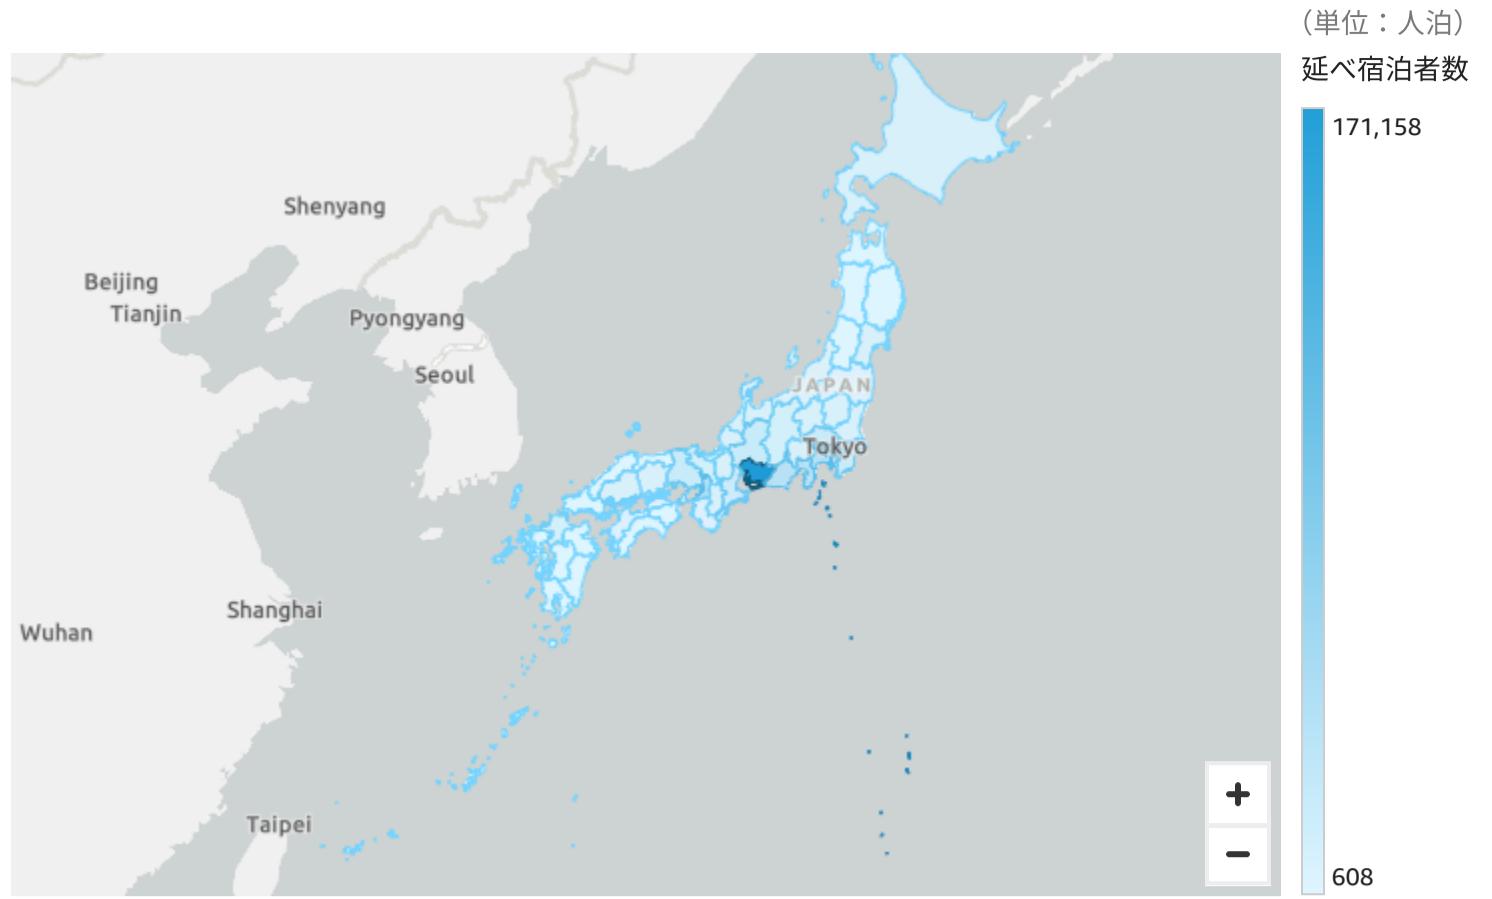 （単位：人泊）
延べ宿泊者数
171,158
Shenyang
Beijing
Tianjin
Pyongyang
Seoul
JAPAN
Tokyo
Shanghai
Wuhan
Taipei
+
−
608